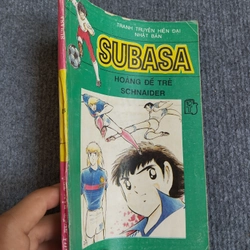 TRANH TRUYỆN HIỆN ĐẠI
NHẬT BẢN
SUBASA
HOÀNG ĐẾ TRẺ
SCHNAIDER